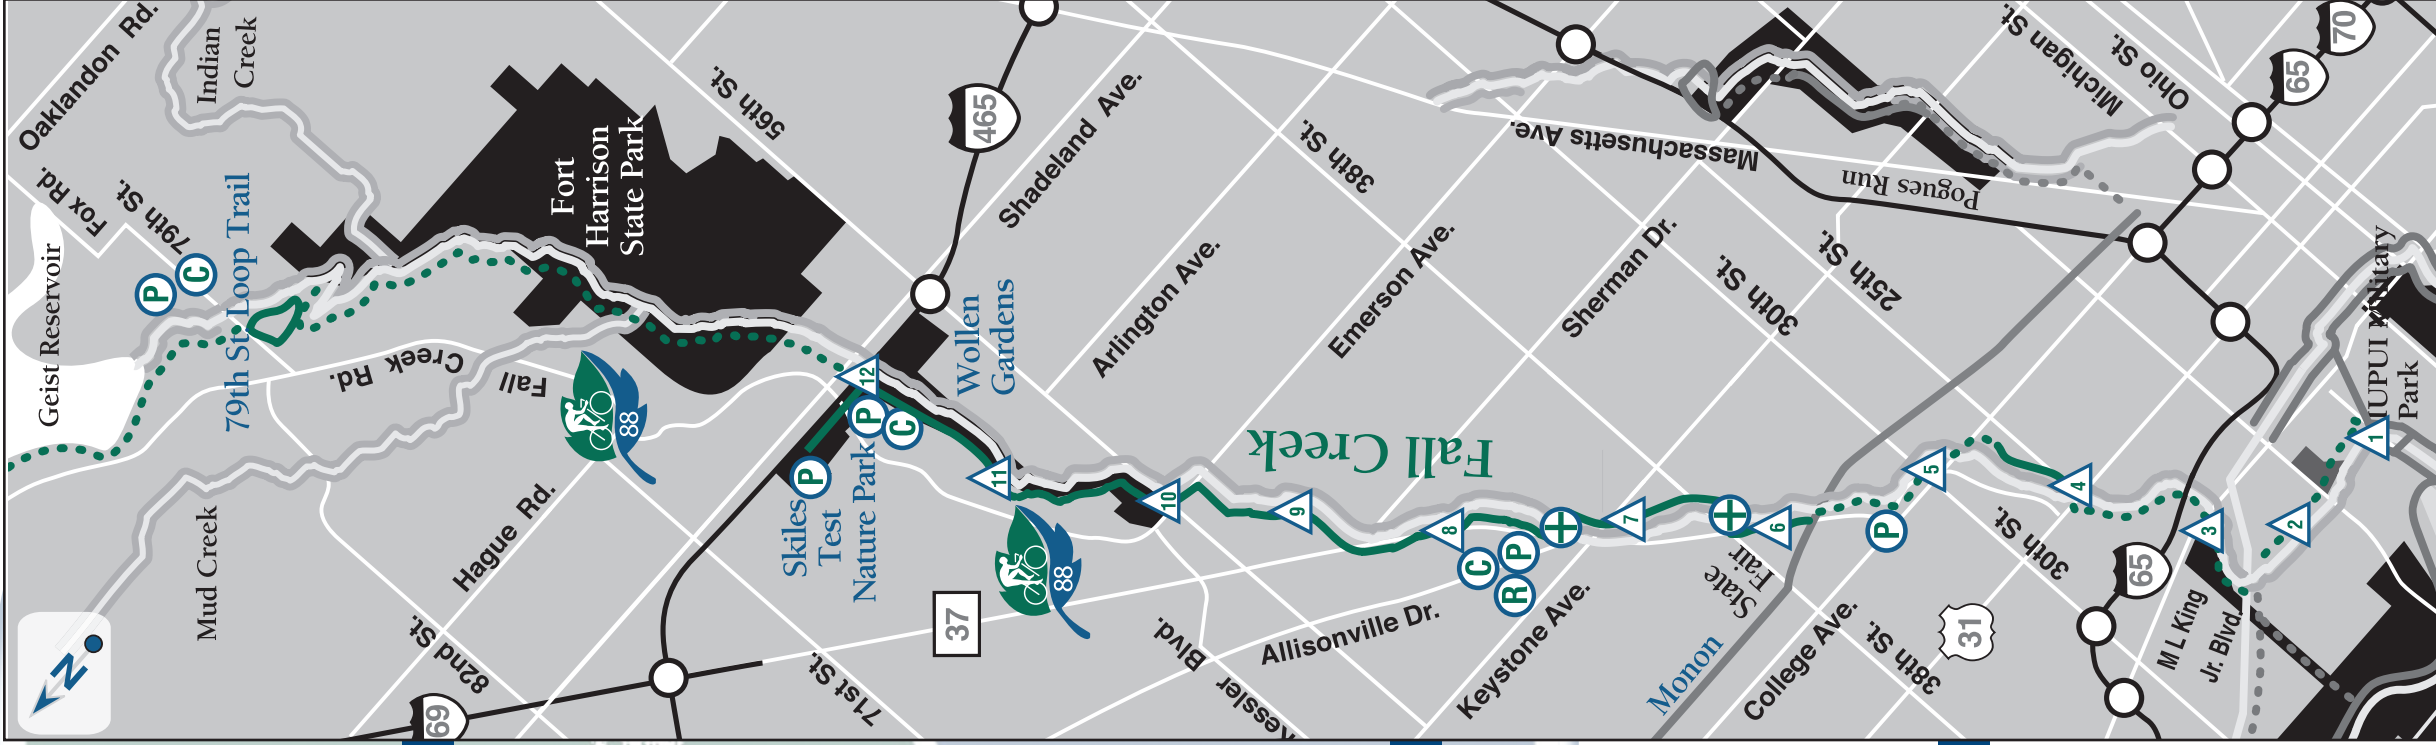 Oaklandon Rd.
Indian
Creek
Fox Rd.
79th St.
Geist Reservoir
P
C
79th St. Loop Trail
Fort
Harrison
State Park
56th St.
465
Shadeland Ave.
Fall
Creek Rd.
88
Mud Creek
N
82nd St.
69
Hague Rd.
71st St.
37
Skiles
Test
Nature Park
P
12
P
C
Wollen
Gardens
11
88
Arlington Ave.
10
9
Fall Creek
Kessler Blvd.
Allisonville Dr.
8
C
P
R
Emerson Ave.
38th St.
Massachusetts Ave.
Pogues Run
Sherman Dr.
30th St.
25th St.
Keystone Ave.
7
6
State
Fair
Monon
College Ave.
38th St.
31
P
5
4
30th St.
65
M L King
Jr. Blvd.
3
2
1
IUPUI Military
Park
Michigan St.
Ohio St.
65
70